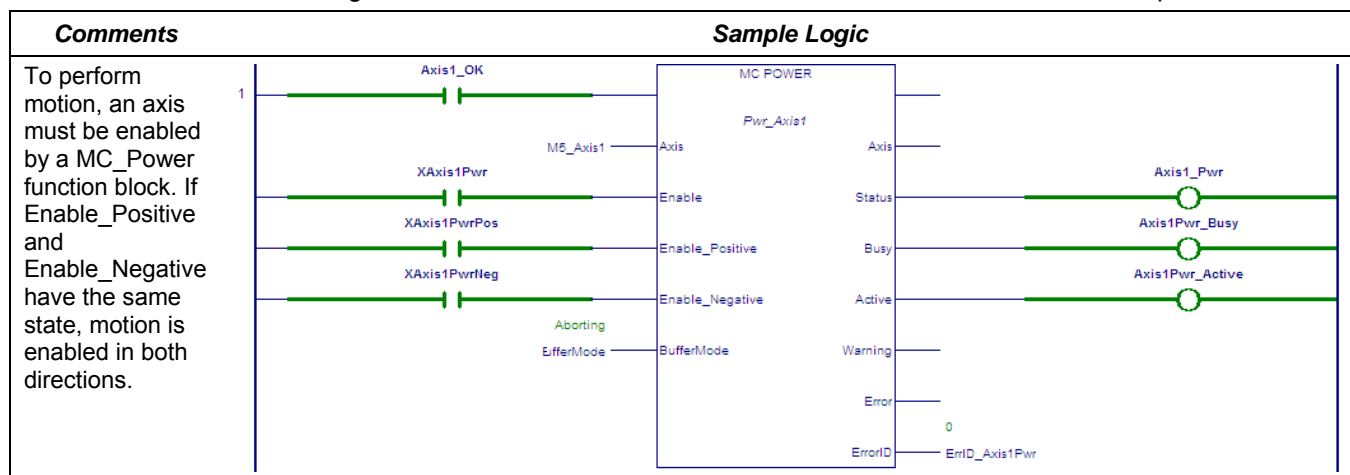 Comments
Sample Logic
To perform
motion, an axis
must be enabled
by a MC_Power
function block. If
Enable_Positive
and
Enable_Negative
have the same
state, motion is
enabled in both
directions.
1
Axis1_OK
MC POWER
Pwr_Axis1
M5_Axis1
Axis
Axis
XAxis1Pwr
Enable
Status
Axis1_Pwr
XAxis1PwrPos
Enable_Positive
Busy
Axis1Pwr_Busy
XAxis1PwrNeg
Enable_Negative
Active
Axis1Pwr_Active
Aborting
BufferMode
Warning
Error
0
ErrorID
ErrID_Axis1Pwr